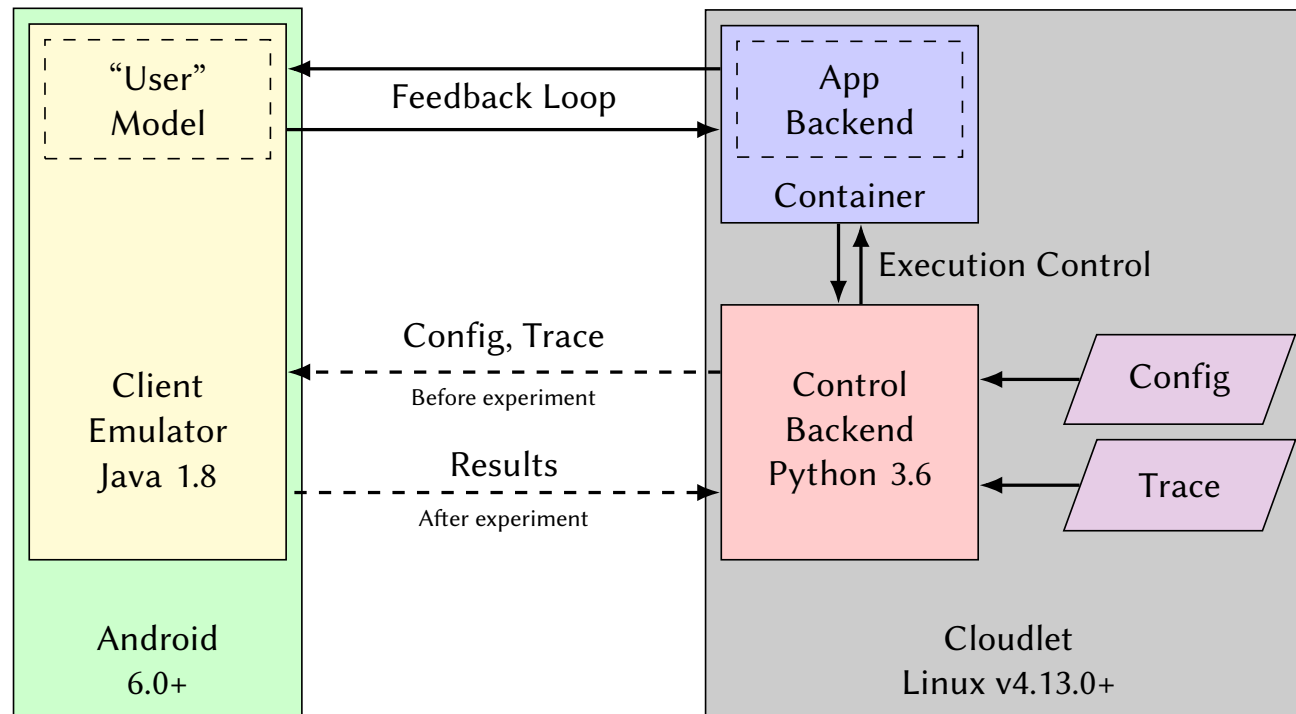 “User”
Model
Feedback Loop
App
Backend
Container
Execution Control
Config, Trace
Before experiment
Client
Emulator
Java 1.8
Results
After experiment
Control
Backend
Python 3.6
Config
Trace
Android
6.0+
Cloudlet
Linux v4.13.0+